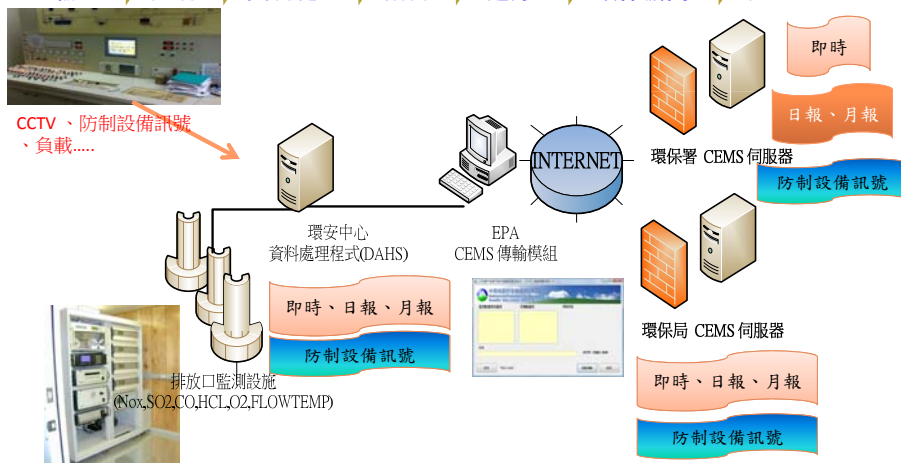 CCTV 、防制設備訊號
、負載.....
即時
日報、月報
INTERNET
環保署 CEMS 伺服器
防制設備訊號
環安中心
資料處理程式(DAHS)
EPA
CEMS 傳輸模組
即時、日報、月報
防制設備訊號
環保局 CEMS 伺服器
排放口監測設施
(Nox,SO2,CO,HCL,O2,FLOWTEMP)
即時、日報、月報
防制設備訊號